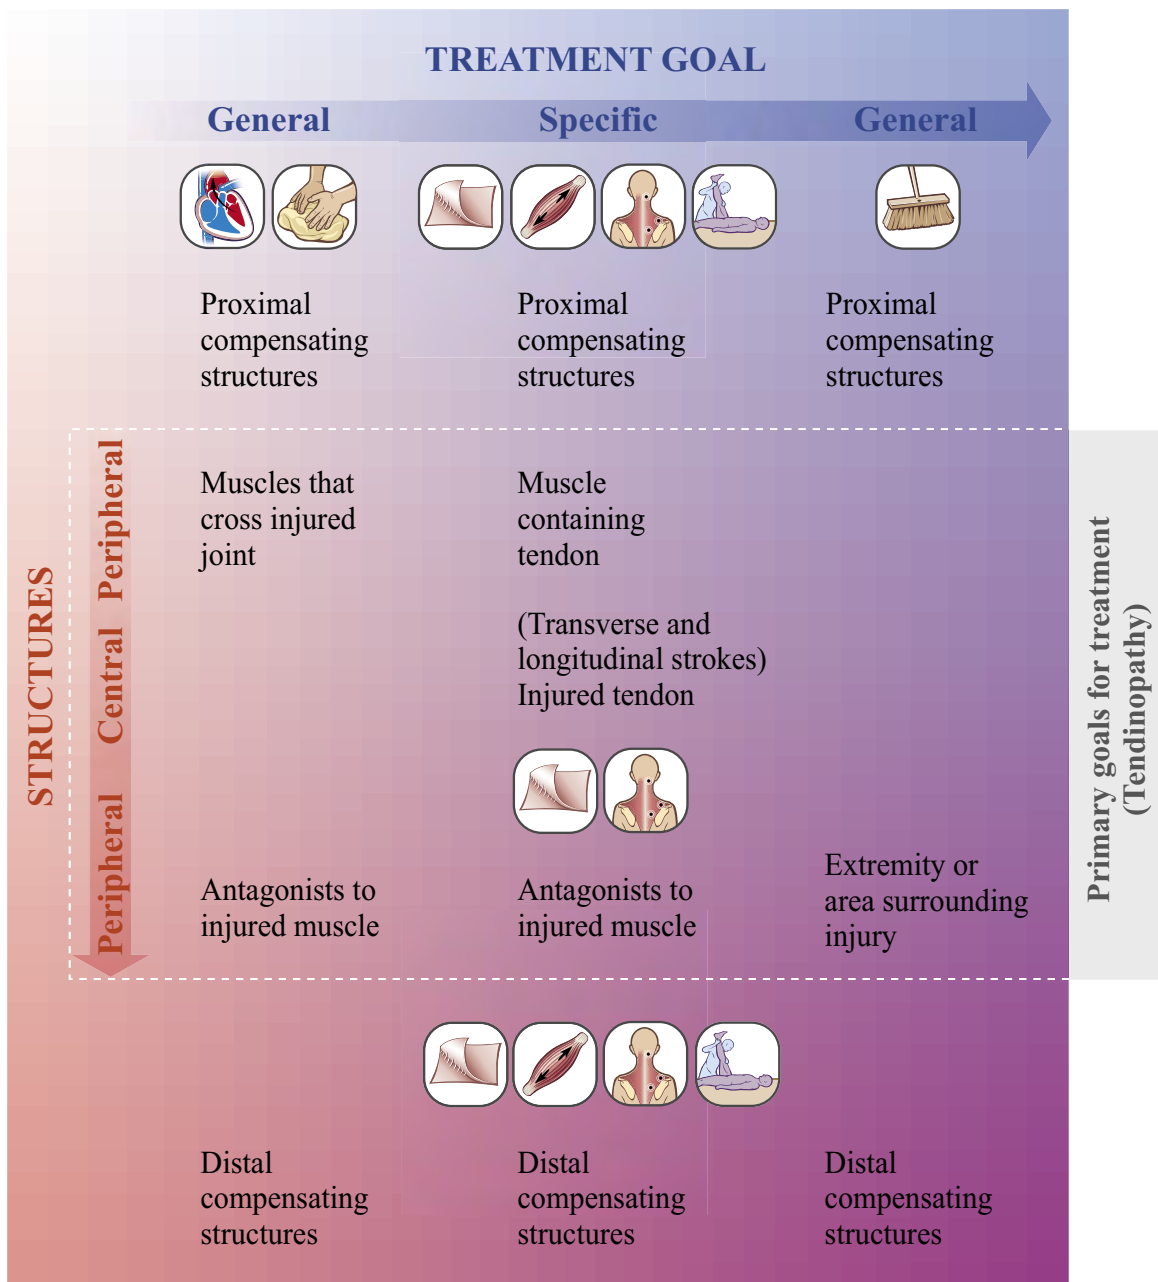 TREATMENT GOAL
General
Specific
General
Proximal
compensating
structures
Proximal
compensating
structures
Proximal
compensating
structures
STRUCTURES
Peripheral
Central
Peripheral
Muscles that
cross injured
joint
Muscle
containing
tendon
(Transverse and
longitudinal strokes)
Injured tendon
Antagonists to
injured muscle
Antagonists to
injured muscle
Extremity or
area surrounding
injury
Primary goals for treatment
(Tendinopathy)
Distal
compensating
structures
Distal
compensating
structures
Distal
compensating
structures